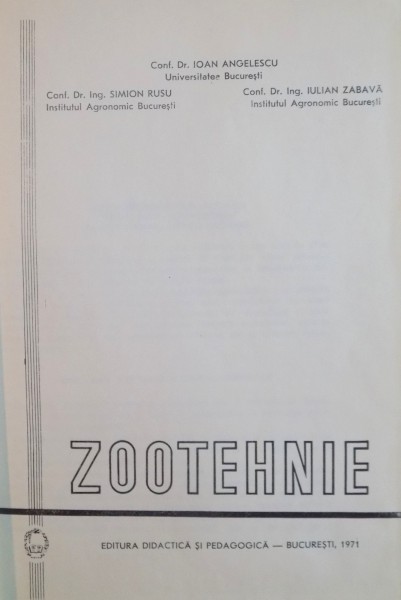 Conf. Dr. IOAN ANGELESCU
Universitatea București
Conf. Dr. Ing. SIMION RUSU
Institutul Agronomic București
Conf. Dr. Ing. IULIAN ZABAVĂ
Institutul Agronomic București
ZOOTEHNIE
EDITURA DIDACTICĂ ȘI PEDAGOGICĂ — BUCUREȘTI, 1971